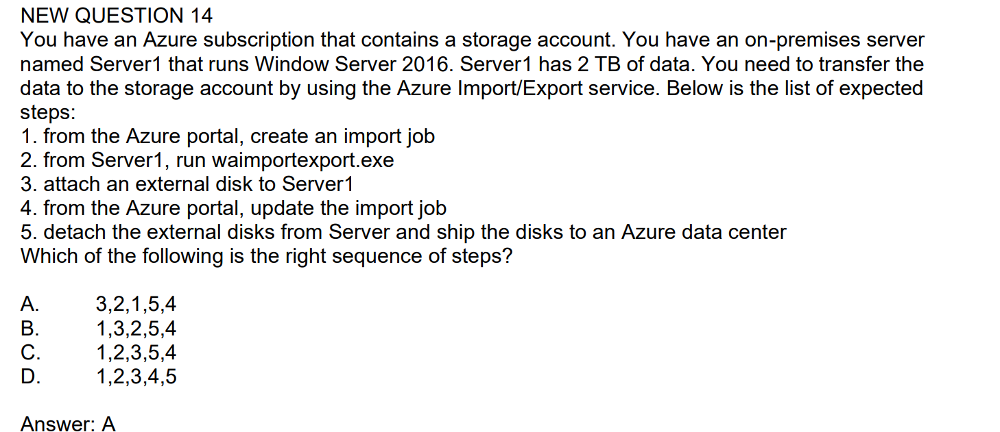 NEW QUESTION 14
You have an Azure subscription that contains a storage account. You have an on-premises server
named Server1 that runs Window Server 2016. Server1 has 2 TB of data. You need to transfer the
data to the storage account by using the Azure Import/Export service. Below is the list of expected
steps:
1. from the Azure portal, create an import job
2. from Server1, run waimportexport.exe
3. attach an external disk to Server1
4. from the Azure portal, update the import job
5. detach the external disks from Server and ship the disks to an Azure data center
Which of the following is the right sequence of steps?
A. 3,2,1,5,4
B. 1,3,2,5,4
C. 1,2,3,5,4
D. 1,2,3,4,5
Answer: A